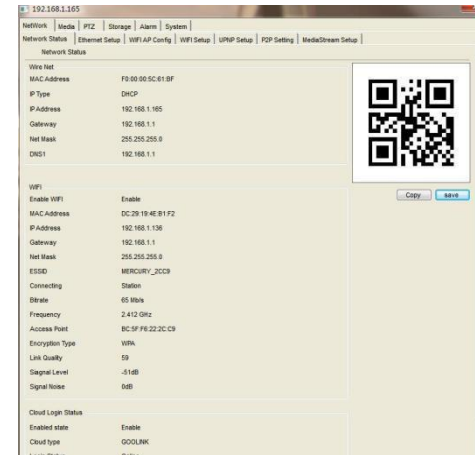 192.168.1.165
NetWork Media PTZ Storage Alarm System
Network Status Ethernet Setup WIFI AP Config WIFI Setup UPNP Setup P2P Setting MediaStream Setup
Network Status
Wire Net
MAC Address F0:00:00:5C:61:BF
IP Type DHCP
IP Address 192.168.1.165
Gateway 192.168.1.1
Net Mask 255.255.255.0
DNS1 192.168.1.1
WIFI
Copy save
Enable WIFI Enable
MAC Address DC:29:19:4E:B1:F2
IP Address 192.168.1.136
Gateway 192.168.1.1
Net Mask 255.255.255.0
ESSID MERCURY_2CC9
Connecting Station
Bitrate 65 Mb/s
Frequency 2.412 GHz
Access Point BC:5F:F6:22:2C:C9
Encryption Type WPA
Link Quality 59
Siagnal Level -51dB
Signal Noise 0dB
Cloud Login Status
Enabled state Enable
Cloud type GOOLINK